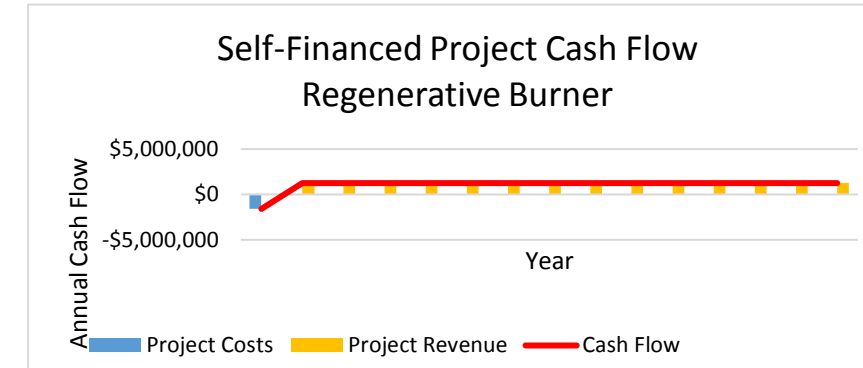 Self-Financed Project Cash Flow
Regenerative Burner
Annual Cash Flow
$5,000,000
$0
-$5,000,000
Year
Project Costs Project Revenue Cash Flow